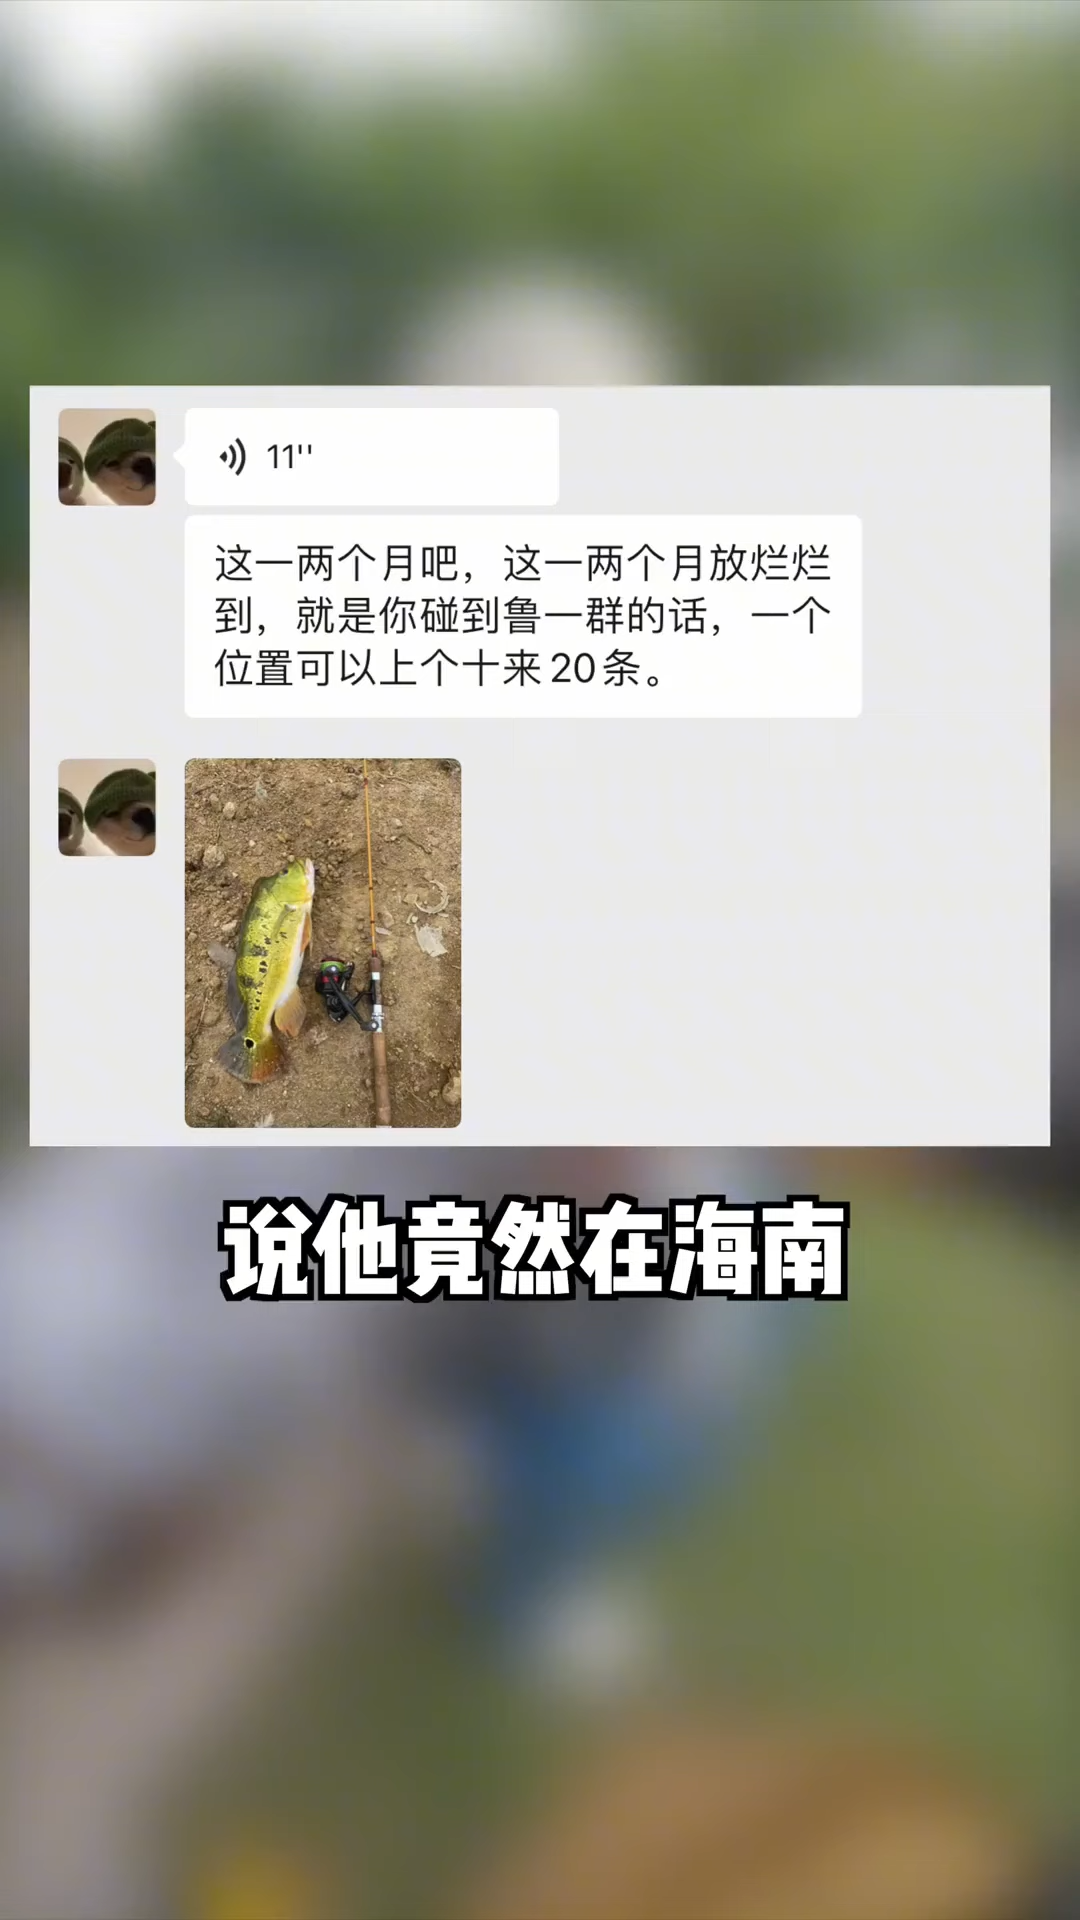 11''
这一两个月吧，这一两个月放烂烂
到，就是你碰到鲁一群的话，一个
位置可以上个十来20条。
说他竟然在海南